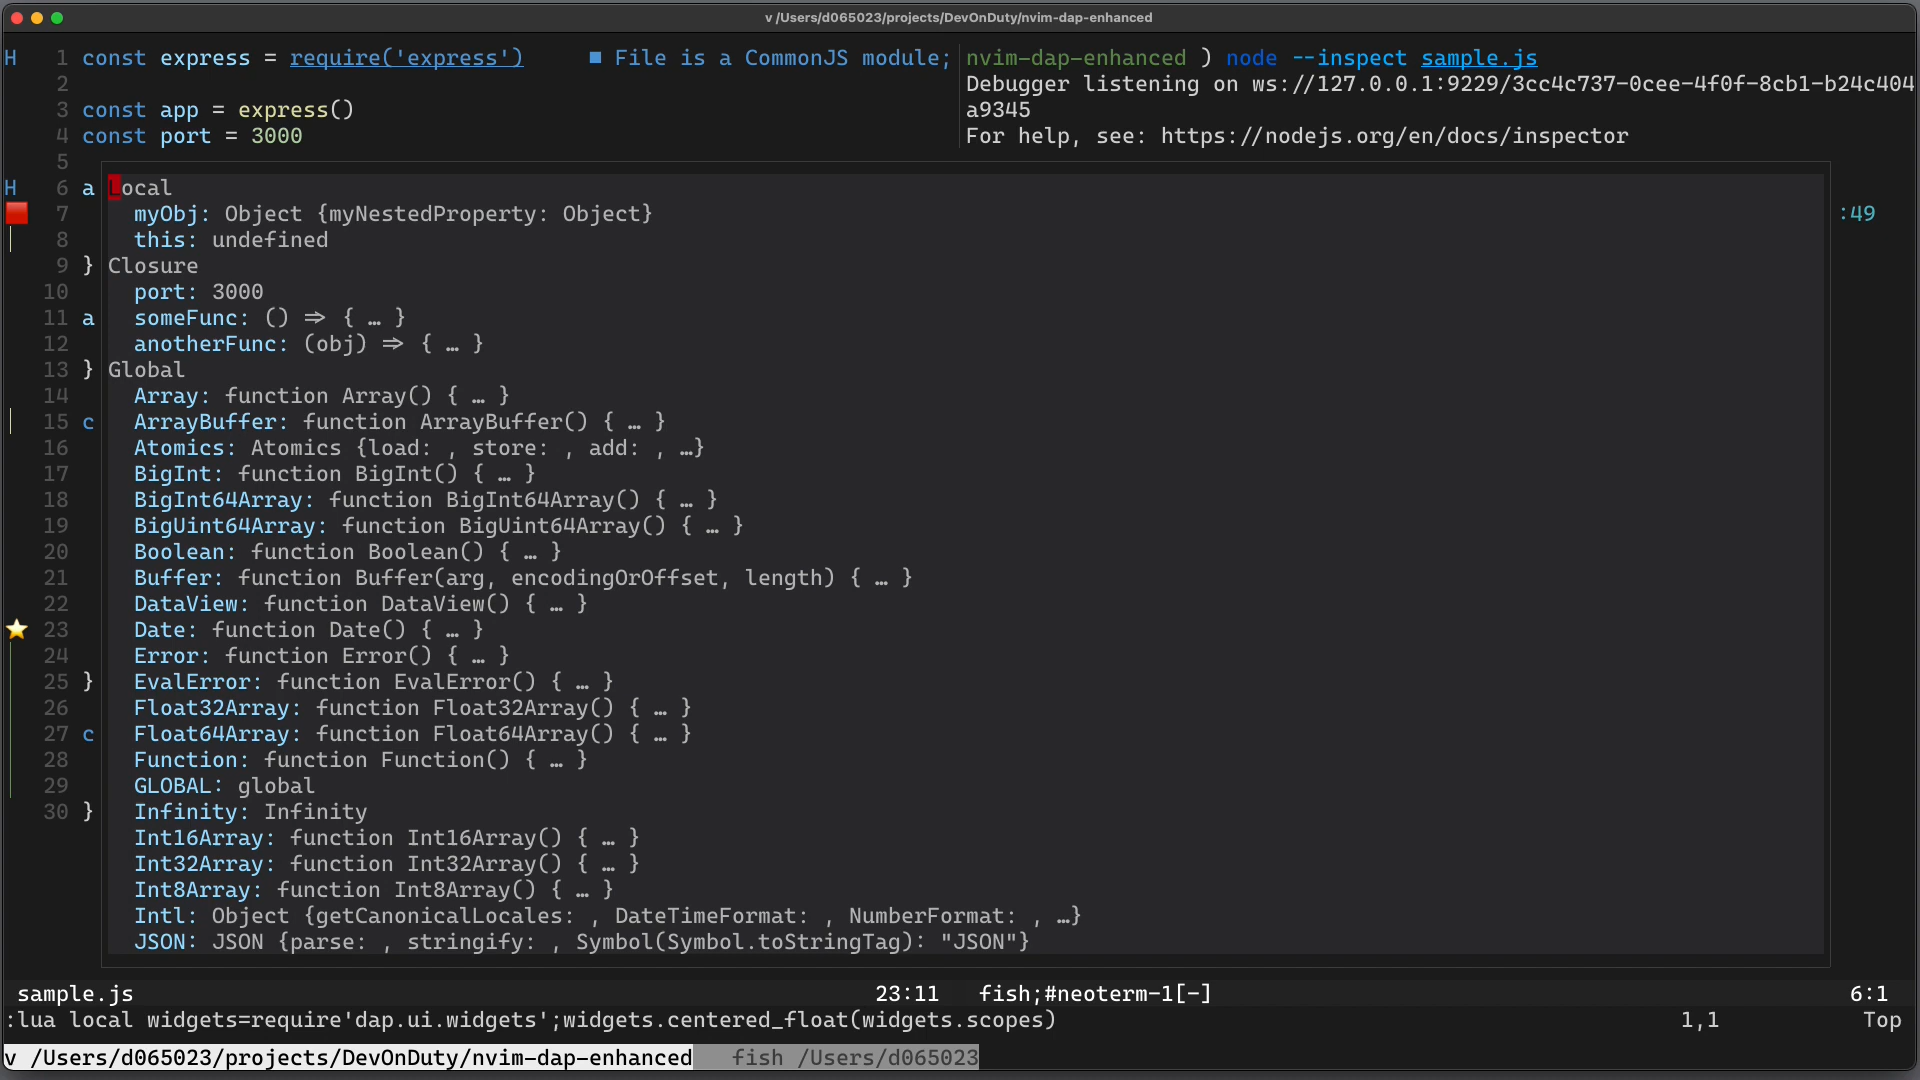 v /Users/d065023/projects/DevOnDuty/nvim-dap-enhanced
H 1 const express = require('express') ■ File is a CommonJS module;
2
3 const app = express()
4 const port = 3000
5
H 6 a
7
8
9 }
10
11 a
12
13 }
14
15 c
16
17
18
19
20
21
22
23
24
25 }
26
27 c
28
29
30 }
nvim-dap-enhanced ) node --inspect sample.js
Debugger listening on ws://127.0.0.1:9229/3cc4c737-0cee-4f0f-8cb1-b24c404
a9345
For help, see: https://nodejs.org/en/docs/inspector
:49
Local
myObj: Object {myNestedProperty: Object}
this: undefined
Closure
port: 3000
someFunc: () => { … }
anotherFunc: (obj) => { … }
Global
Array: function Array() { … }
ArrayBuffer: function ArrayBuffer() { … }
Atomics: Atomics {load: , store: , add: , …}
BigInt: function BigInt() { … }
BigInt64Array: function BigInt64Array() { … }
BigUint64Array: function BigUint64Array() { … }
Boolean: function Boolean() { … }
Buffer: function Buffer(arg, encodingOrOffset, length) { … }
DataView: function DataView() { … }
Date: function Date() { … }
Error: function Error() { … }
EvalError: function EvalError() { … }
Float32Array: function Float32Array() { … }
Float64Array: function Float64Array() { … }
Function: function Function() { … }
GLOBAL: global
Infinity: Infinity
Int16Array: function Int16Array() { … }
Int32Array: function Int32Array() { … }
Int8Array: function Int8Array() { … }
Intl: Object {getCanonicalLocales: , DateTimeFormat: , NumberFormat: , …}
JSON: JSON {parse: , stringify: , Symbol(Symbol.toStringTag): "JSON"}
sample.js 23:11 fish;#neoterm-1[-] 6:1
:lua local widgets=require'dap.ui.widgets';widgets.centered_float(widgets.scopes) 1,1 Top
v /Users/d065023/projects/DevOnDuty/nvim-dap-enhanced fish /Users/d065023